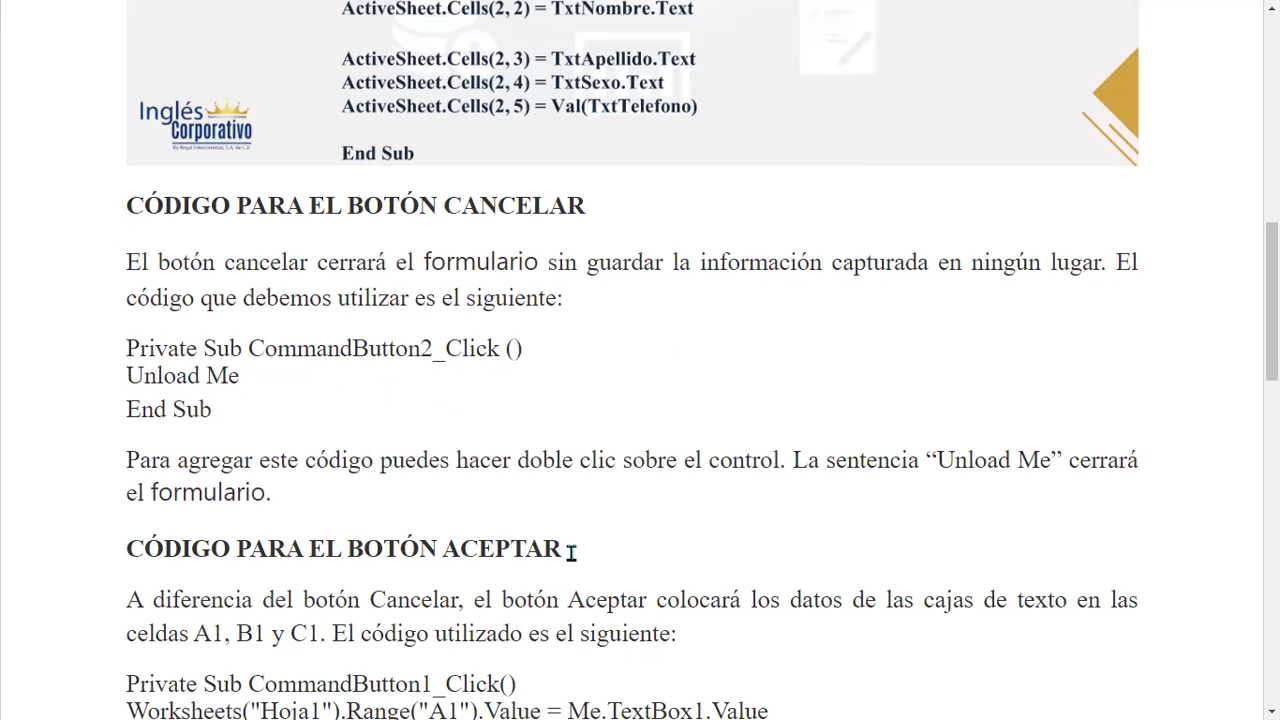 ActiveSheet.Cells(2, 2) = TxtNombre.Text
ActiveSheet.Cells(2, 3) = TxtApellido.Text
ActiveSheet.Cells(2, 4) = TxtSexo.Text
ActiveSheet.Cells(2, 5) = Val(TxtTelefono)
End Sub
Inglés
Corporativo
By Regal International, S.A. de C.V.
CÓDIGO PARA EL BOTÓN CANCELAR
El botón cancelar cerrará el formulario sin guardar la información capturada en ningún lugar. El
código que debemos utilizar es el siguiente:
Private Sub CommandButton2_Click ()
Unload Me
End Sub
Para agregar este código puedes hacer doble clic sobre el control. La sentencia “Unload Me” cerrará
el formulario.
CÓDIGO PARA EL BOTÓN ACEPTAR
A diferencia del botón Cancelar, el botón Aceptar colocará los datos de las cajas de texto en las
celdas A1, B1 y C1. El código utilizado es el siguiente:
Private Sub CommandButton1_Click()
Worksheets("Hoja1").Range("A1").Value = Me.TextBox1.Value